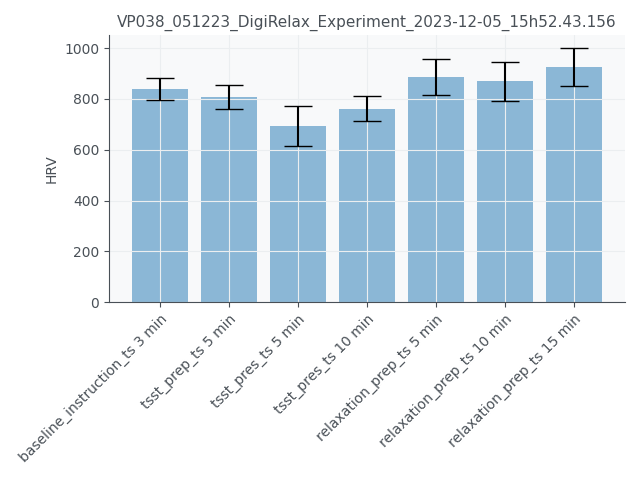 VP038_051223_DigiRelax_Experiment_2023-12-05_15h52.43.156
1000
800
600
400
200
0
HRV
baseline_instruction_ts 3 min
tsst_prep_ts 5 min
tsst_pres_ts 5 min
tsst_pres_ts 10 min
relaxation_prep_ts 5 min
relaxation_prep_ts 10 min
relaxation_prep_ts 15 min